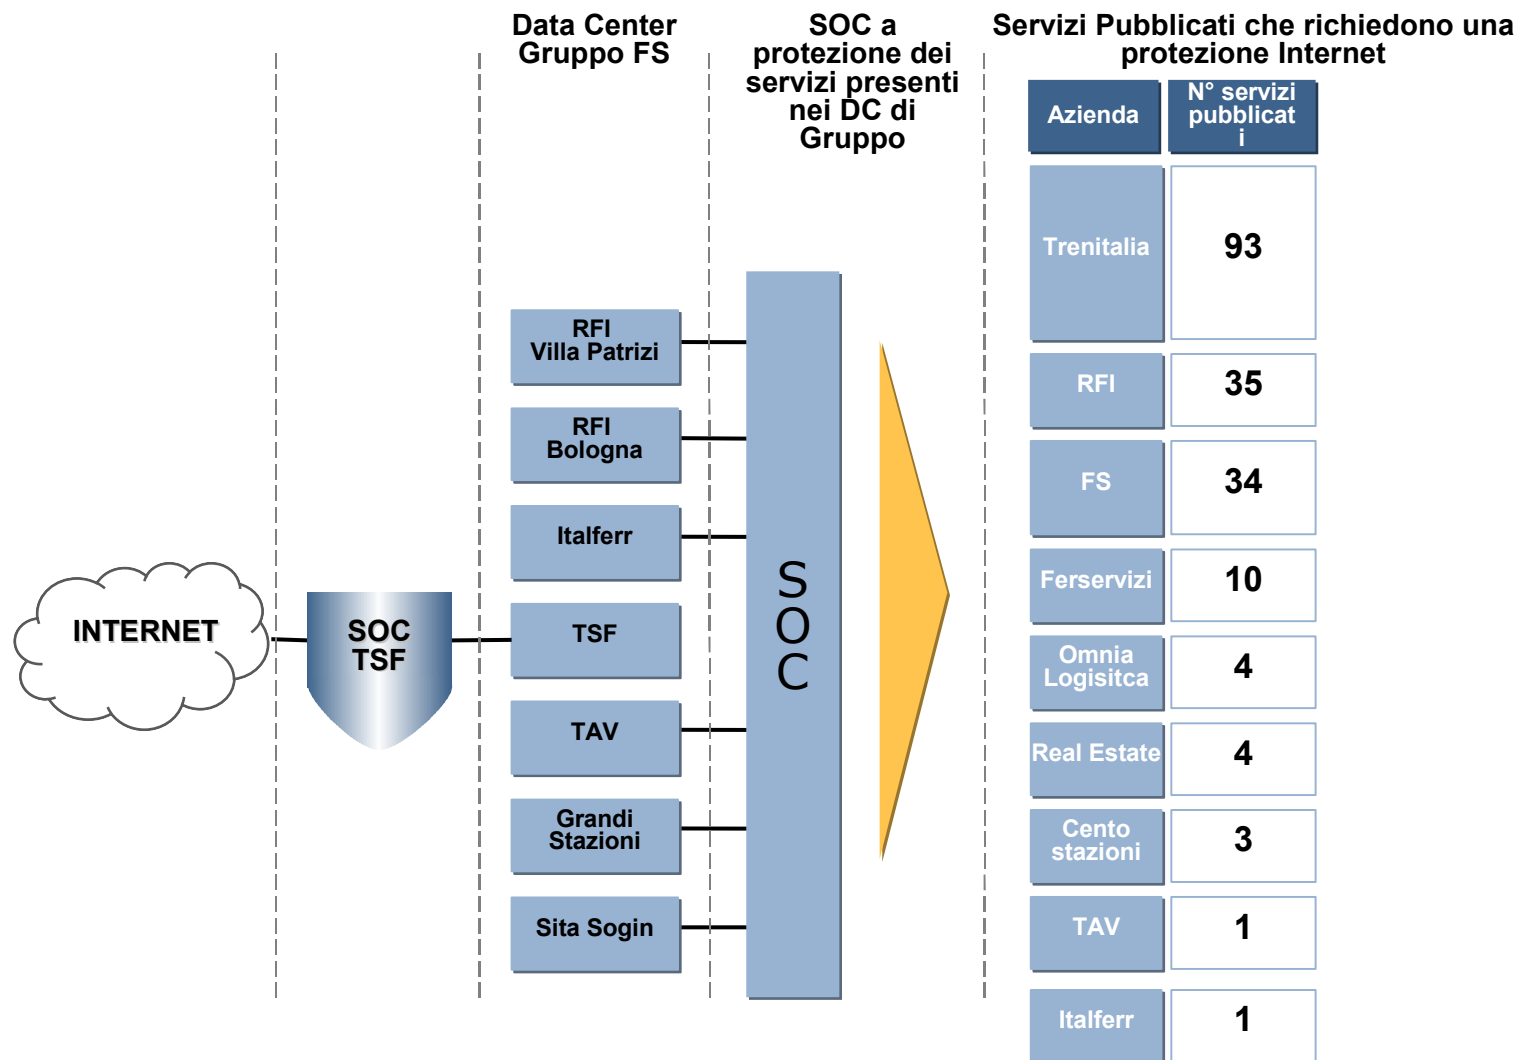 Data Center
Gruppo FS
SOC a
protezione dei
servizi presenti
nei DC di
Gruppo
Servizi Pubblicati che richiedono una
protezione Internet
Azienda
N° servizi
pubblicat
i
Trenitalia
93
RFI
35
FS
34
Ferservizi
10
Omnia
Logisitca
4
Real Estate
4
Cento
stazioni
3
TAV
1
Italferr
1
RFI
Villa Patrizi
RFI
Bologna
Italferr
TSF
TAV
Grandi
Stazioni
Sita Sogin
S
O
C
INTERNET
SOC
TSF